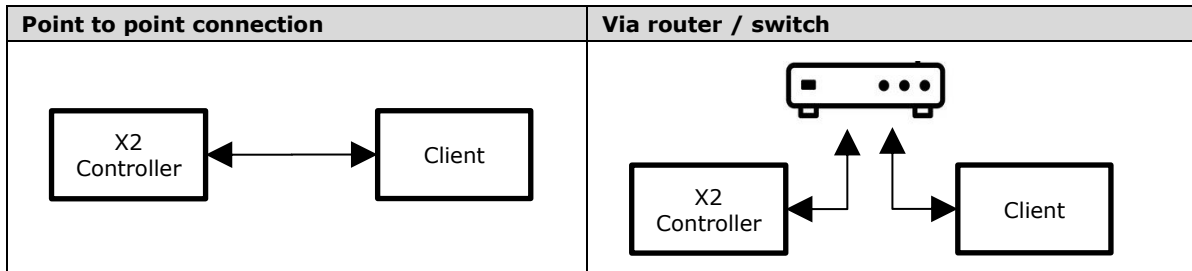 Point to point connection
Via router / switch
X2
Controller
Client
X2
Controller
Client